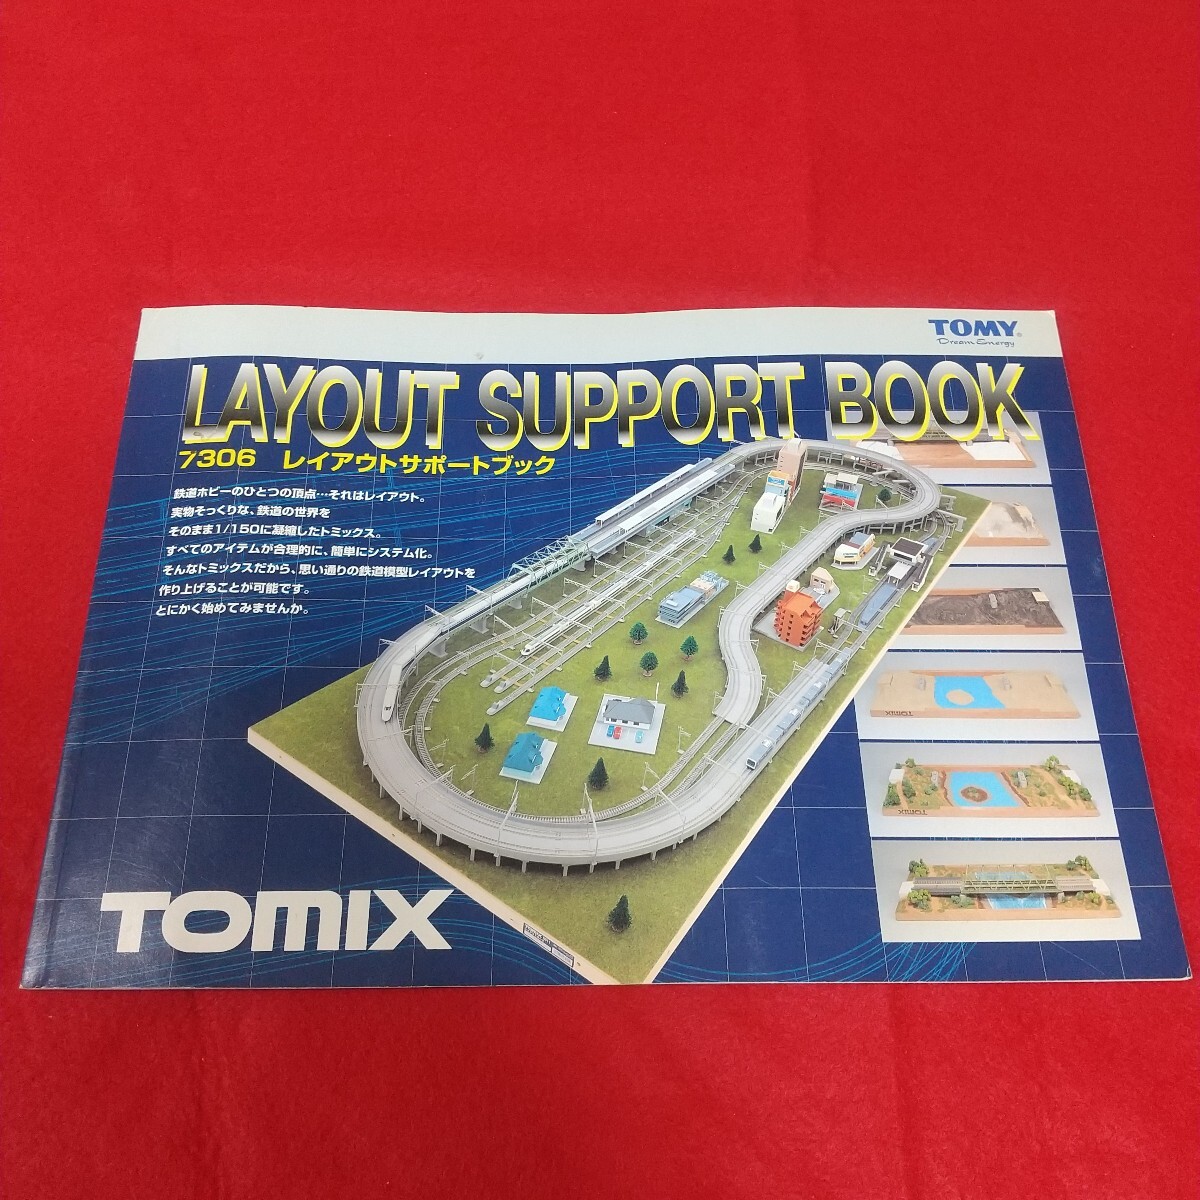 TOMY
Dream Energy
LAYOUT SUPPORT BOOK
7306 レイアウトサポートブック
鉄道ホビーのひとつの頂点…それはレイアウト。
実物そっくりな、鉄道の世界を
そのまま1/150に凝縮したトミックス。
すべてのアイテムが合理的に、簡単にシステム化。
そんなトミックスだから、思い通りの鉄道模型レイアウトを
作り上げることが可能です。
とにかく始めてみませんか。
TOMIX
TOMIX
TOMIX